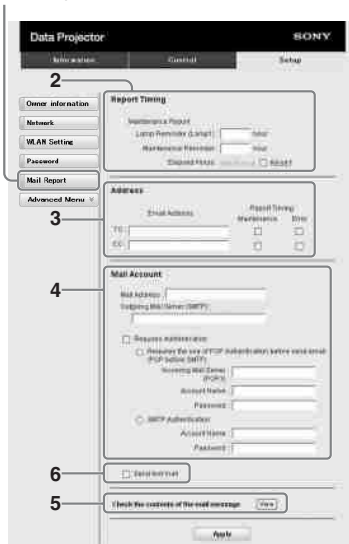 Data Projector SONY
Information Control Setup
2
Owner information
Network
WLAN Setting
Password
Mail Report
Advanced Menu
Report Timing
Maintenance Report
Lamp Reminder (Lamp1) hour
Maintenance Reminder hour
Elapsed Hours RESET
3
Address
Email Address Report Timing
Maintenance Error
TO:
CC:
4
Mail Account
Mail Address
Outgoing Mail Server (SMTP)
Requires Authentication
Requires the use of POP Authentication before send email
(POP before SMTP)
Incoming Mail Server
(POP3)
Account Name
Password
SMTP Authentication
Account Name
Password
6
Send test mail
5
Check the contents of the mail message View
Apply